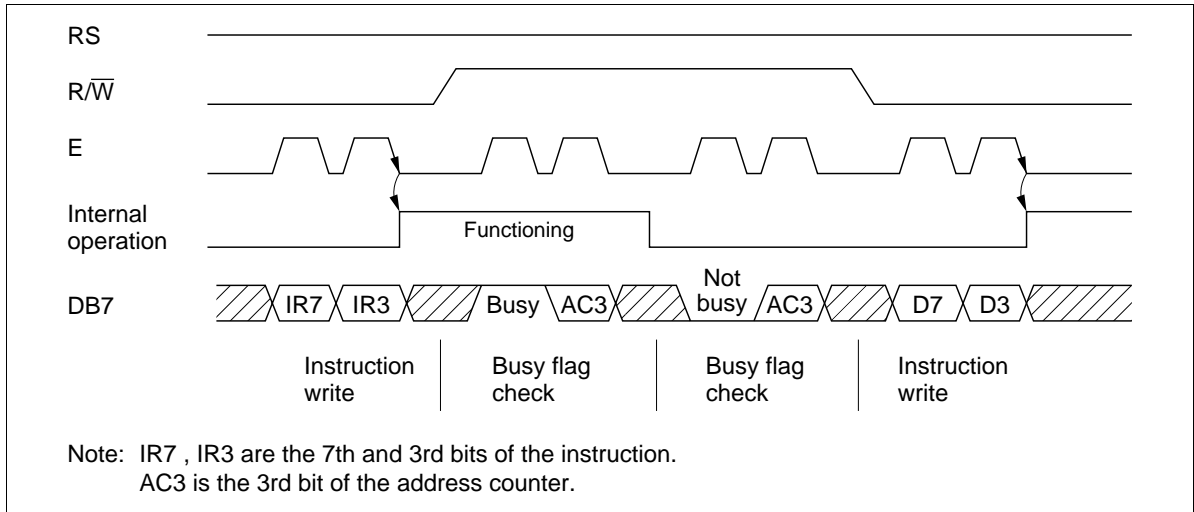 RS
R/W̅
E
Internal
operation
Functioning
DB7
IR7 IR3 Busy AC3 Not
busy AC3 D7 D3
Instruction
write
Busy flag
check
Busy flag
check
Instruction
write
Note: IR7 , IR3 are the 7th and 3rd bits of the instruction.
AC3 is the 3rd bit of the address counter.